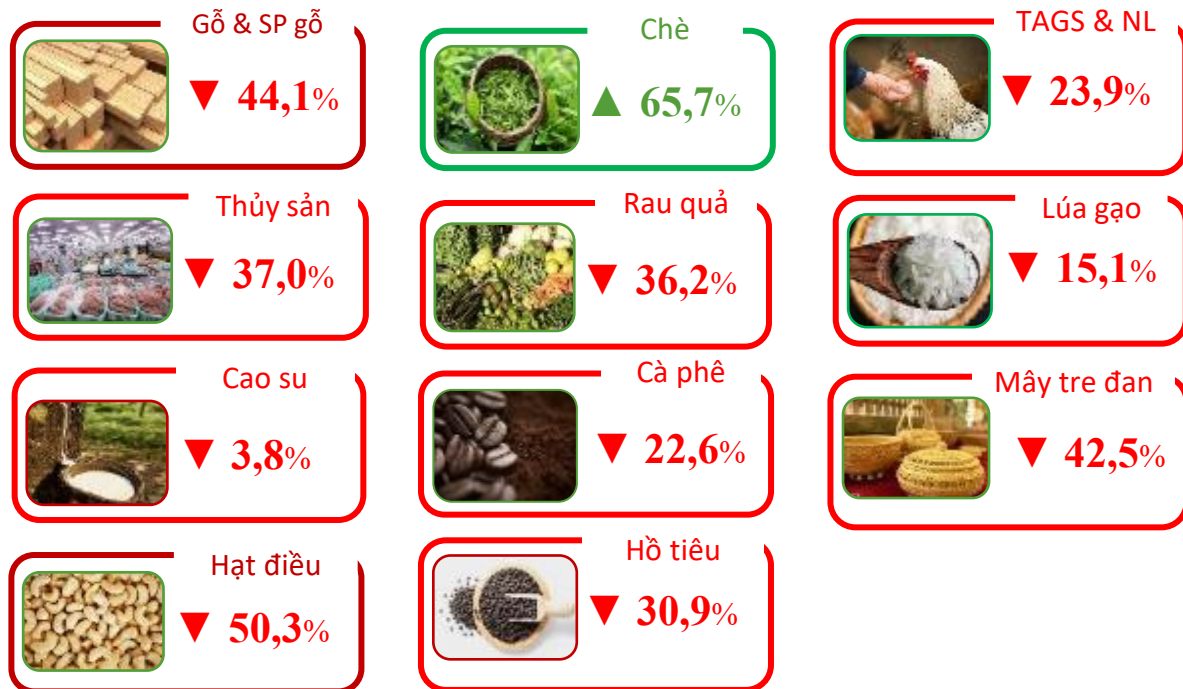 Gỗ & SP gỗ
▼ 44,1%
Chè
▲ 65,7%
TAGS & NL
▼ 23,9%
Thủy sản
▼ 37,0%
Rau quả
▼ 36,2%
Lúa gạo
▼ 15,1%
Cao su
▼ 3,8%
Cà phê
▼ 22,6%
Mây tre đan
▼ 42,5%
Hạt điều
▼ 50,3%
Hồ tiêu
▼ 30,9%